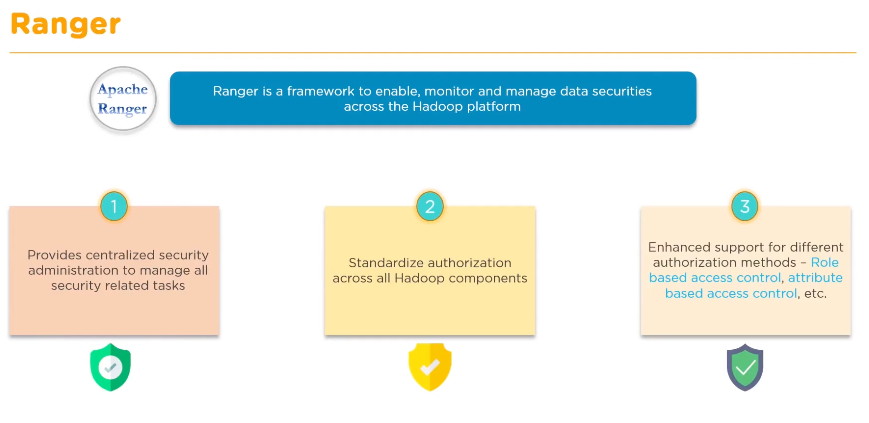 Ranger
Apache
Ranger
Ranger is a framework to enable, monitor and manage data securities
across the Hadoop platform
1
Provides centralized security
administration to manage all
security related tasks
2
Standardize authorization
across all Hadoop components
3
Enhanced support for different
authorization methods – Role
based access control, attribute
based access control, etc.